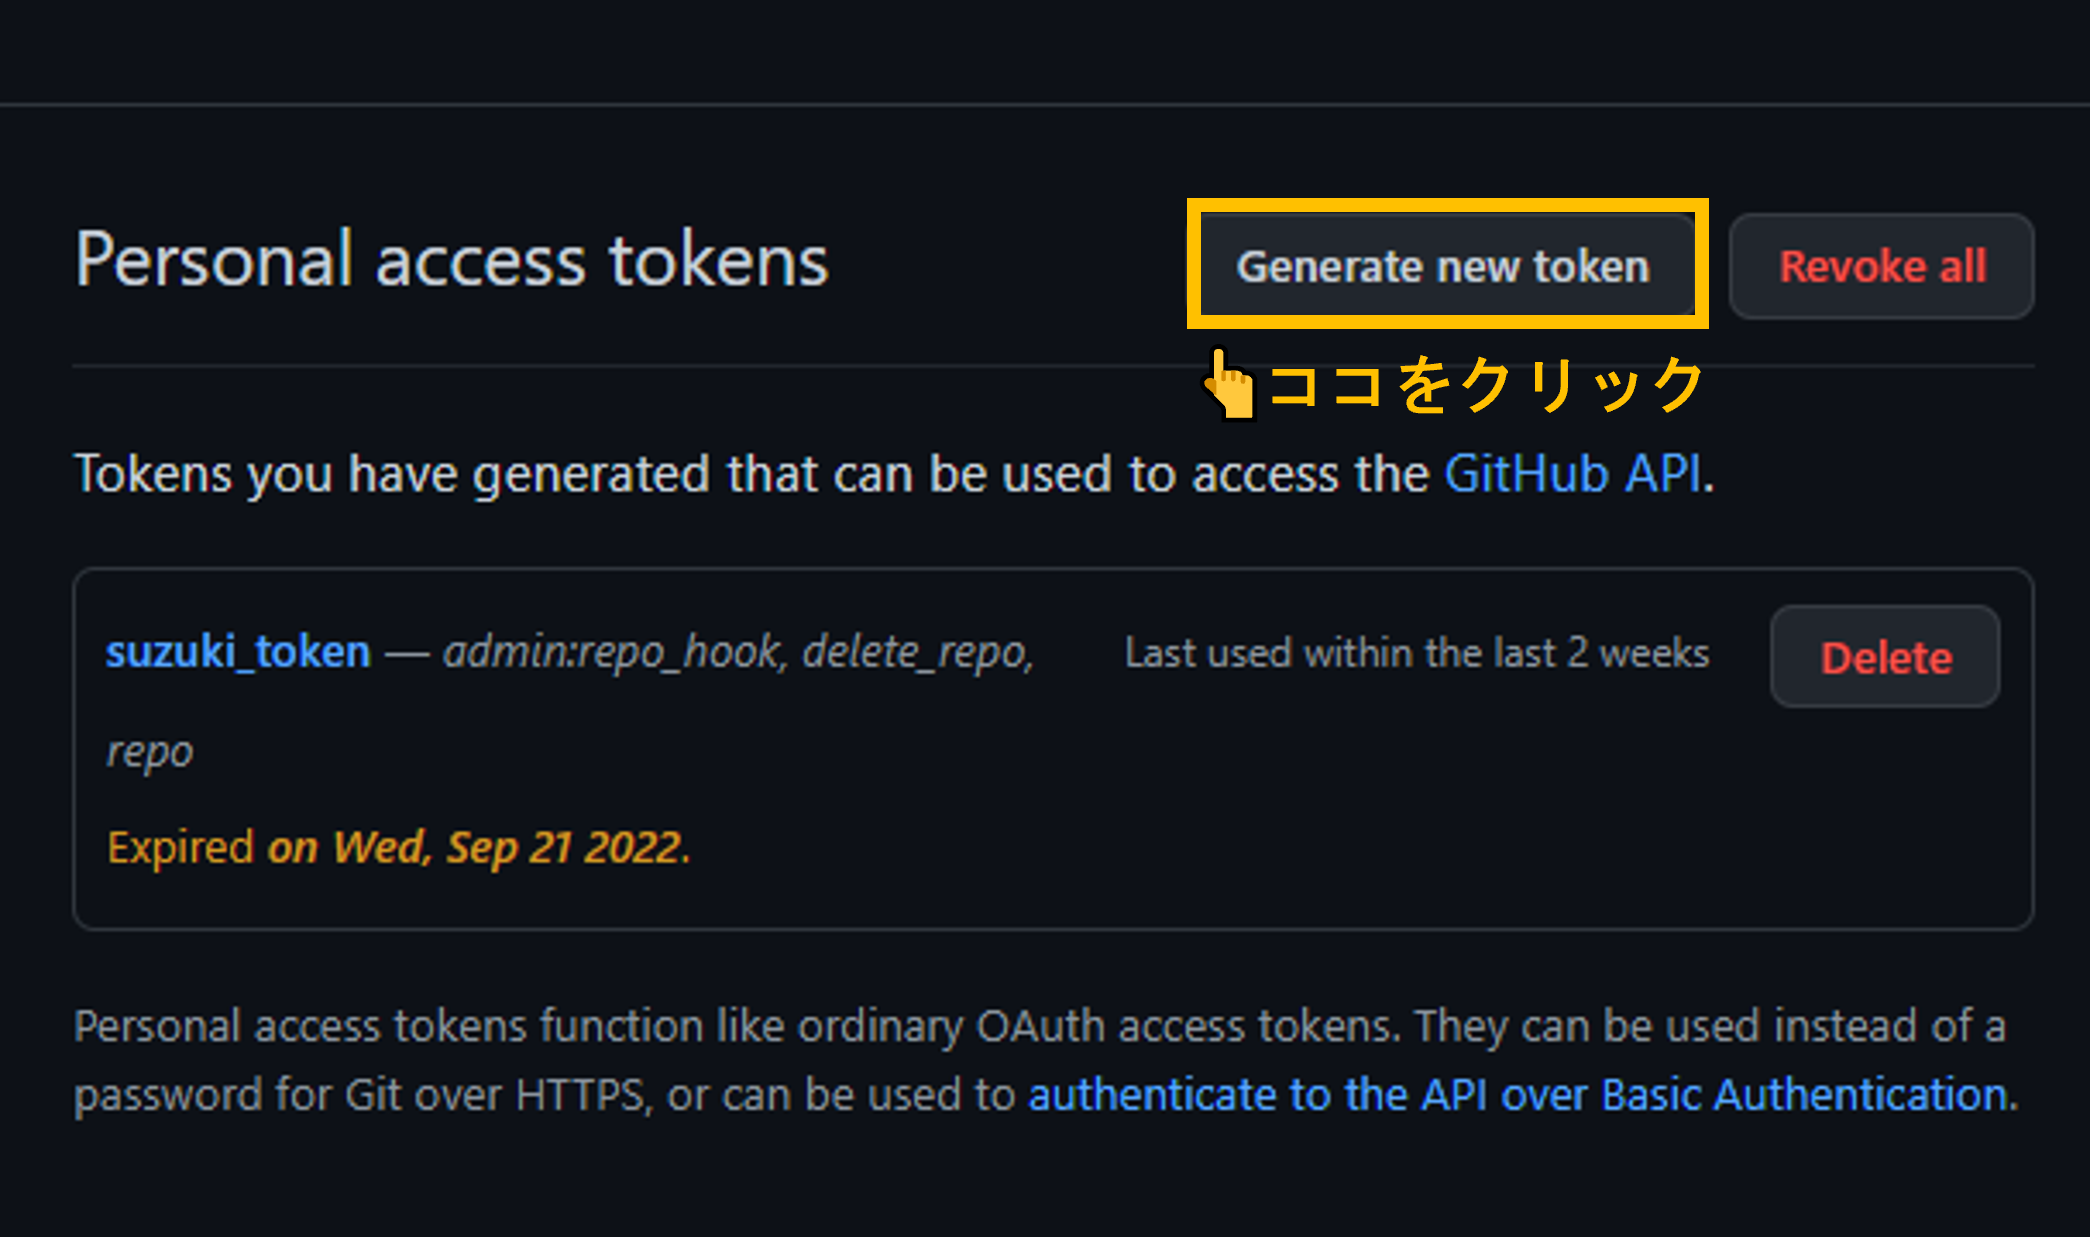 Personal access tokens
Generate new token
Revoke all
ココをクリック
Tokens you have generated that can be used to access the GitHub API.
suzuki_token — admin:repo_hook, delete_repo,
Last used within the last 2 weeks
Delete
repo
Expired on Wed, Sep 21 2022.
Personal access tokens function like ordinary OAuth access tokens. They can be used instead of a
password for Git over HTTPS, or can be used to authenticate to the API over Basic Authentication.